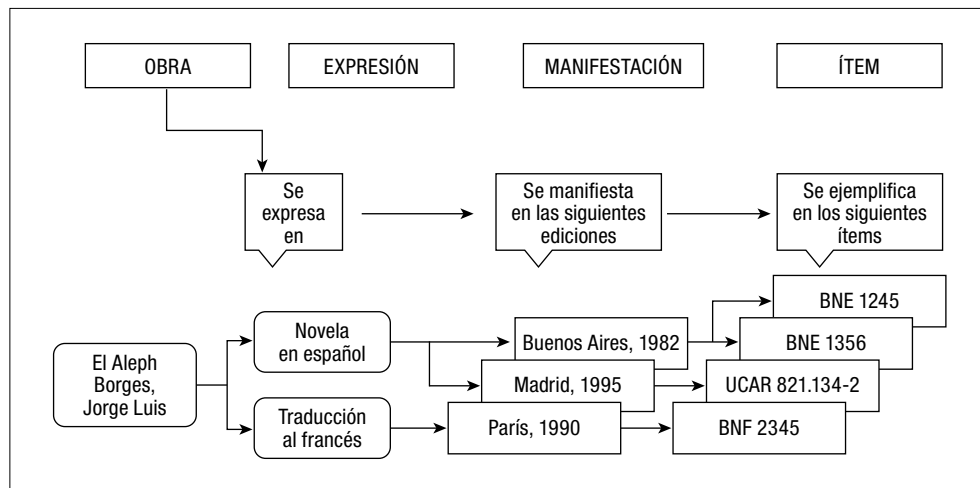 OBRA
EXPRESIÓN
MANIFESTACIÓN
ÍTEM
Se
expresa
en
Se manifiesta
en las siguientes
ediciones
Se ejemplifica
en los siguientes
ítems
El Aleph
Borges,
Jorge Luis
Novela
en español
Traducción
al francés
Buenos Aires, 1982
Madrid, 1995
París, 1990
BNE 1245
BNE 1356
UCAR 821.134-2
BNF 2345